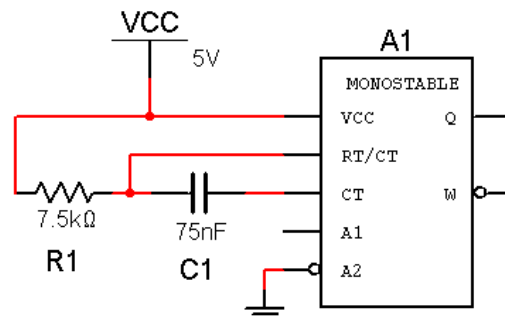 VCC
5V
A1
MONOSTABLE
VCC Q
RT/CT
CT W
A1
A2
7.5kΩ
R1
75nF
C1